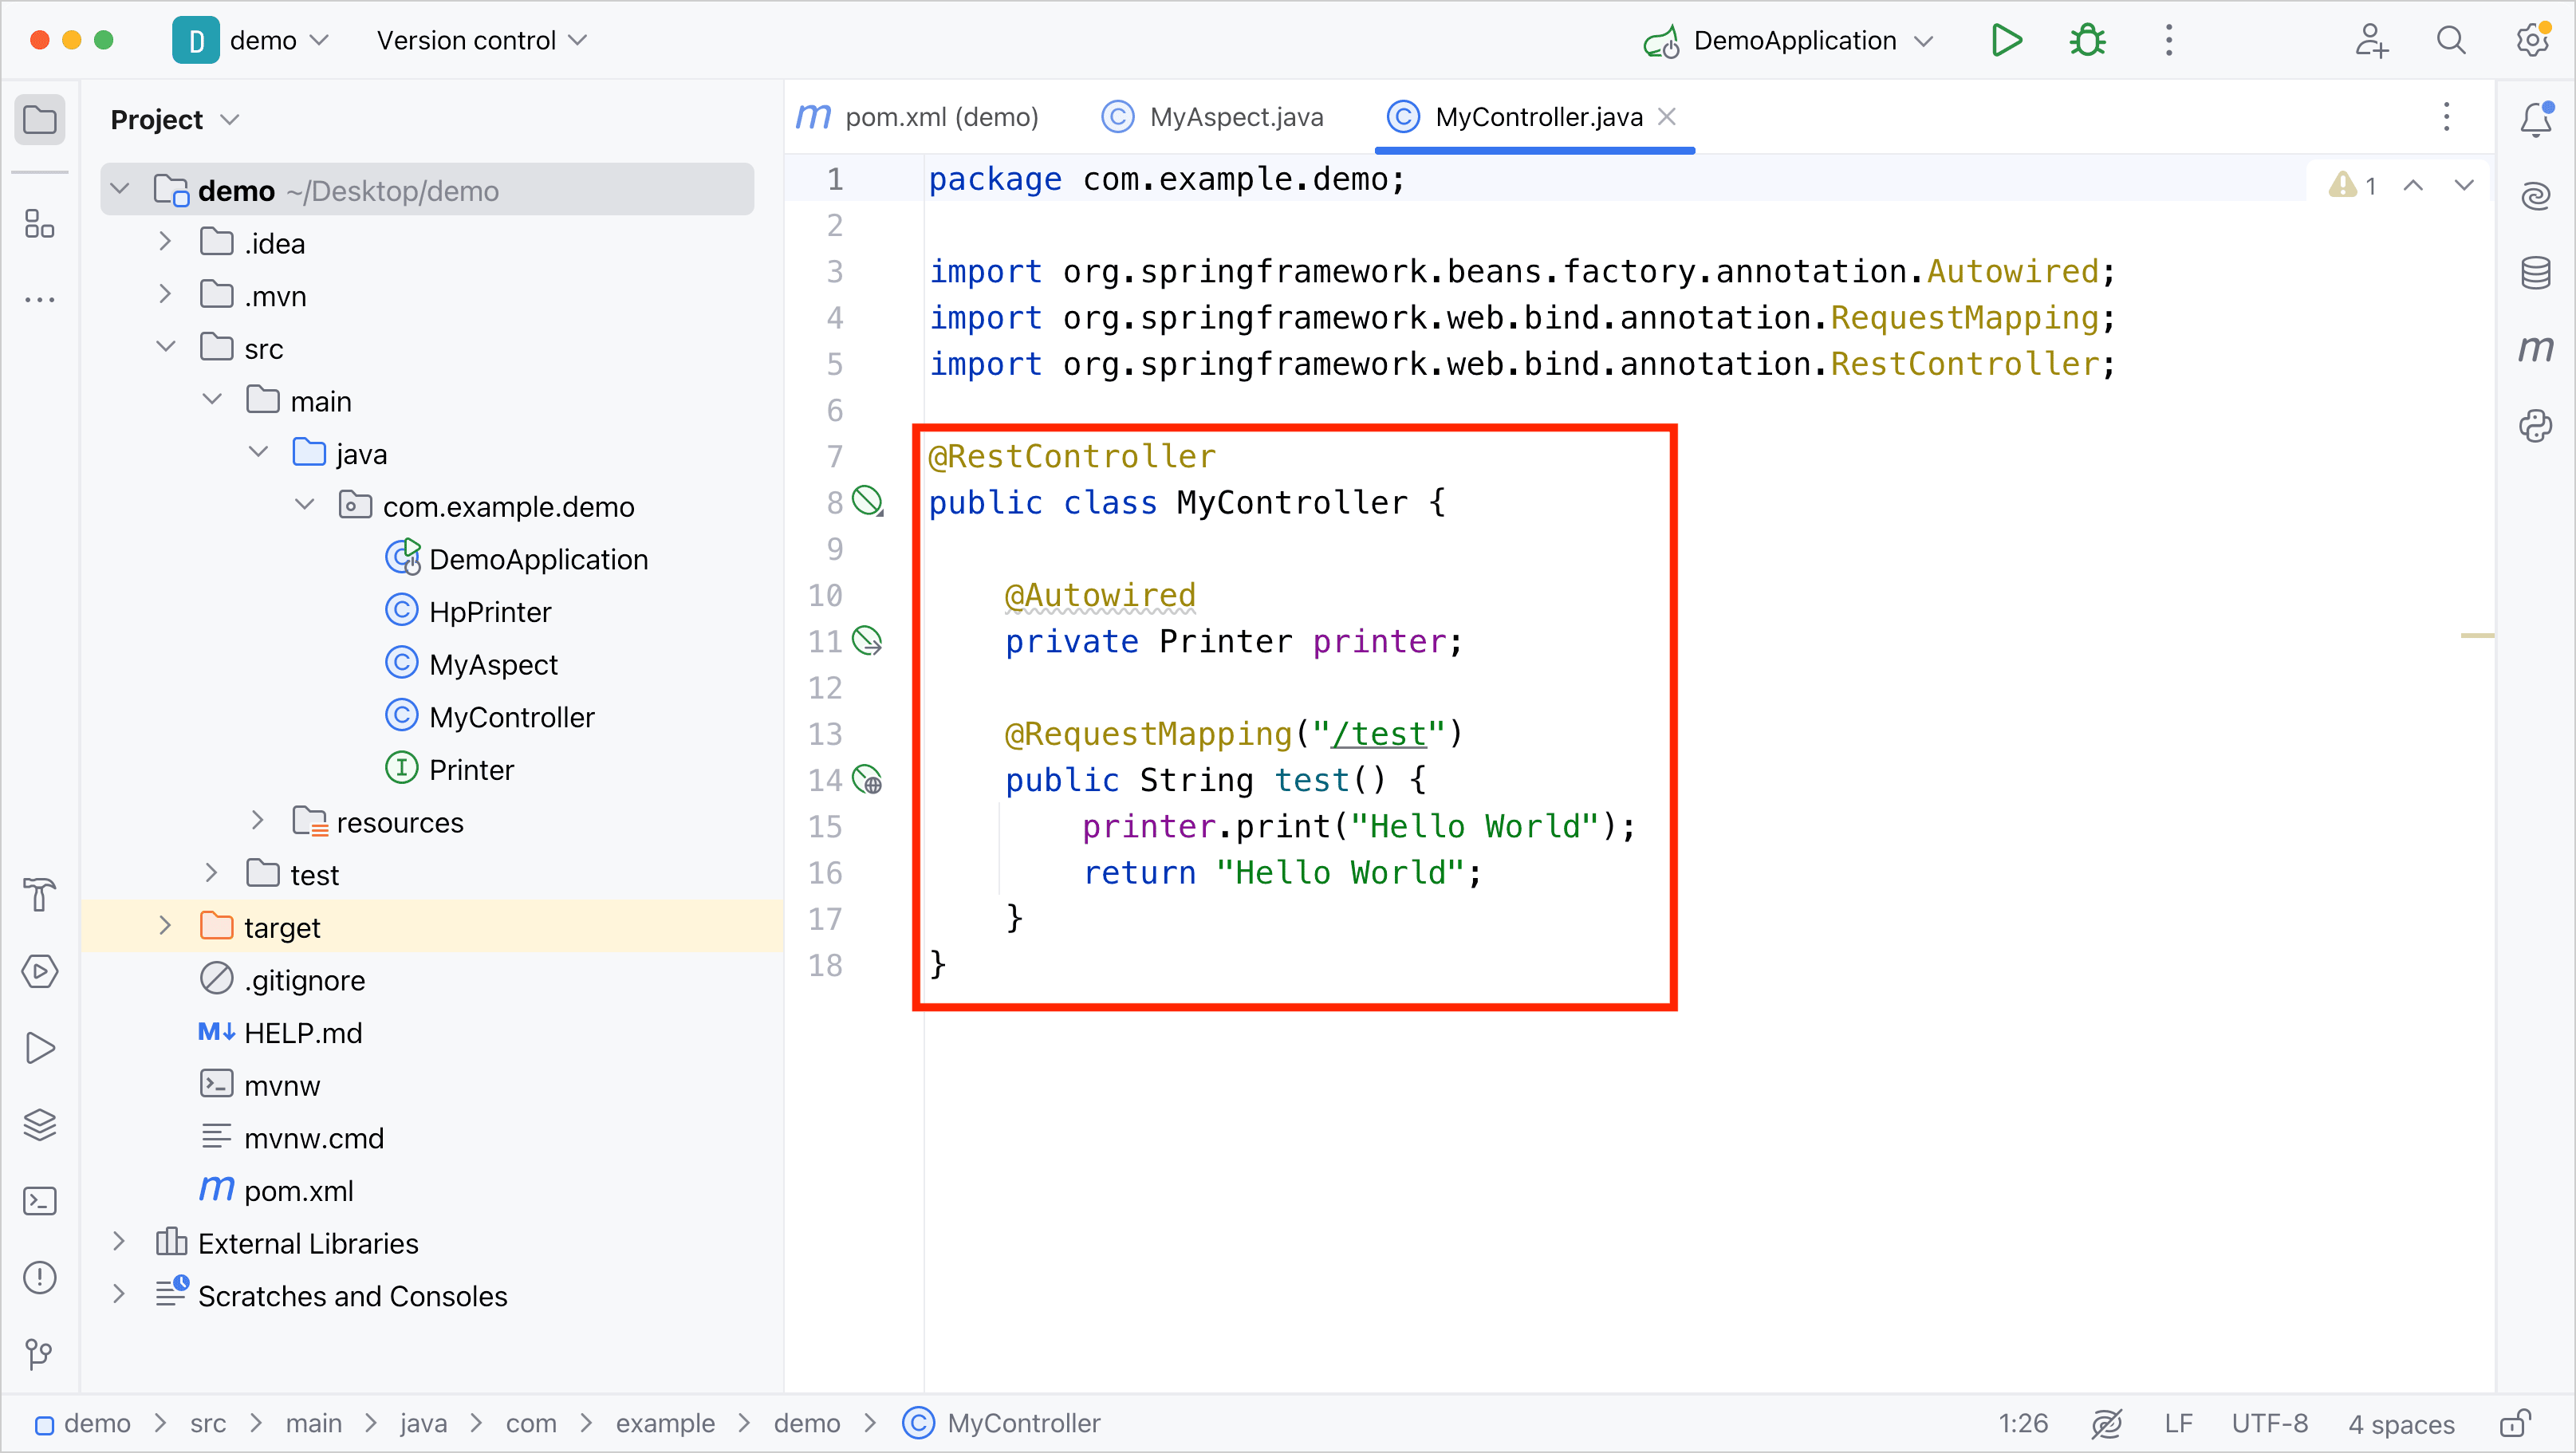 D demo Version control DemoApplication
Project
demo ~/Desktop/demo
.idea
.mvn
src
main
java
com.example.demo
DemoApplication
HpPrinter
MyAspect
MyController
Printer
resources
test
target
.gitignore
HELP.md
mvnw
mvnw.cmd
pom.xml
External Libraries
Scratches and Consoles
pom.xml (demo) MyAspect.java MyController.java
1 package com.example.demo;
2
3 import org.springframework.beans.factory.annotation.Autowired;
4 import org.springframework.web.bind.annotation.RequestMapping;
5 import org.springframework.web.bind.annotation.RestController;
6
7 @RestController
8 public class MyController {
9
10 @Autowired
11 private Printer printer;
12
13 @RequestMapping("/test")
14 public String test() {
15 printer.print("Hello World");
16 return "Hello World";
17 }
18 }
1
demo src main java com example demo MyController
1:26 LF UTF-8 4 spaces